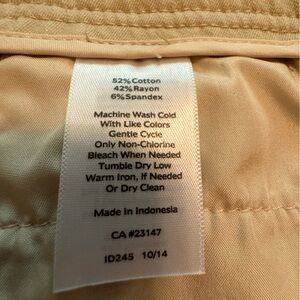 52% Cotton
42% Rayon
6% Spandex
Machine Wash Cold
With Like Colors
Gentle Cycle
Only Non-Chlorine
Bleach When Needed
Tumble Dry Low
Warm Iron, If Needed
Or Dry Clean
Made In Indonesia
CA #23147
ID245 10/14